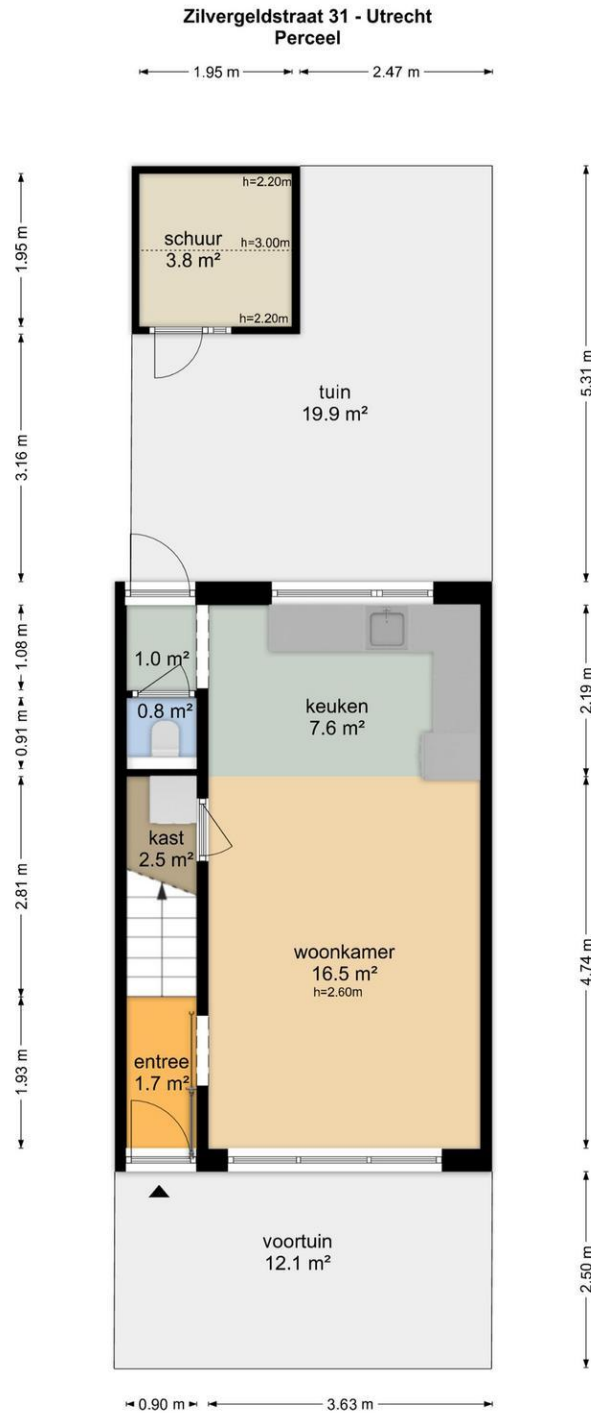 Zilvergeldstraat 31 - Utrecht
Perceel
1.95 m
2.47 m
h=2.20m
schuur
h=3.00m
3.8 m²
h=2.20m
1.95 m
3.16 m
5.31 m
tuin
19.9 m²
1.08 m
1.0 m²
0.91 m
0.8 m²
keuken
7.6 m²
2.19 m
kast
2.5 m²
2.81 m
woonkamer
16.5 m²
h=2.60m
4.74 m
entree
1.7 m²
1.93 m
voortuin
12.1 m²
2.50 m
0.90 m
3.63 m